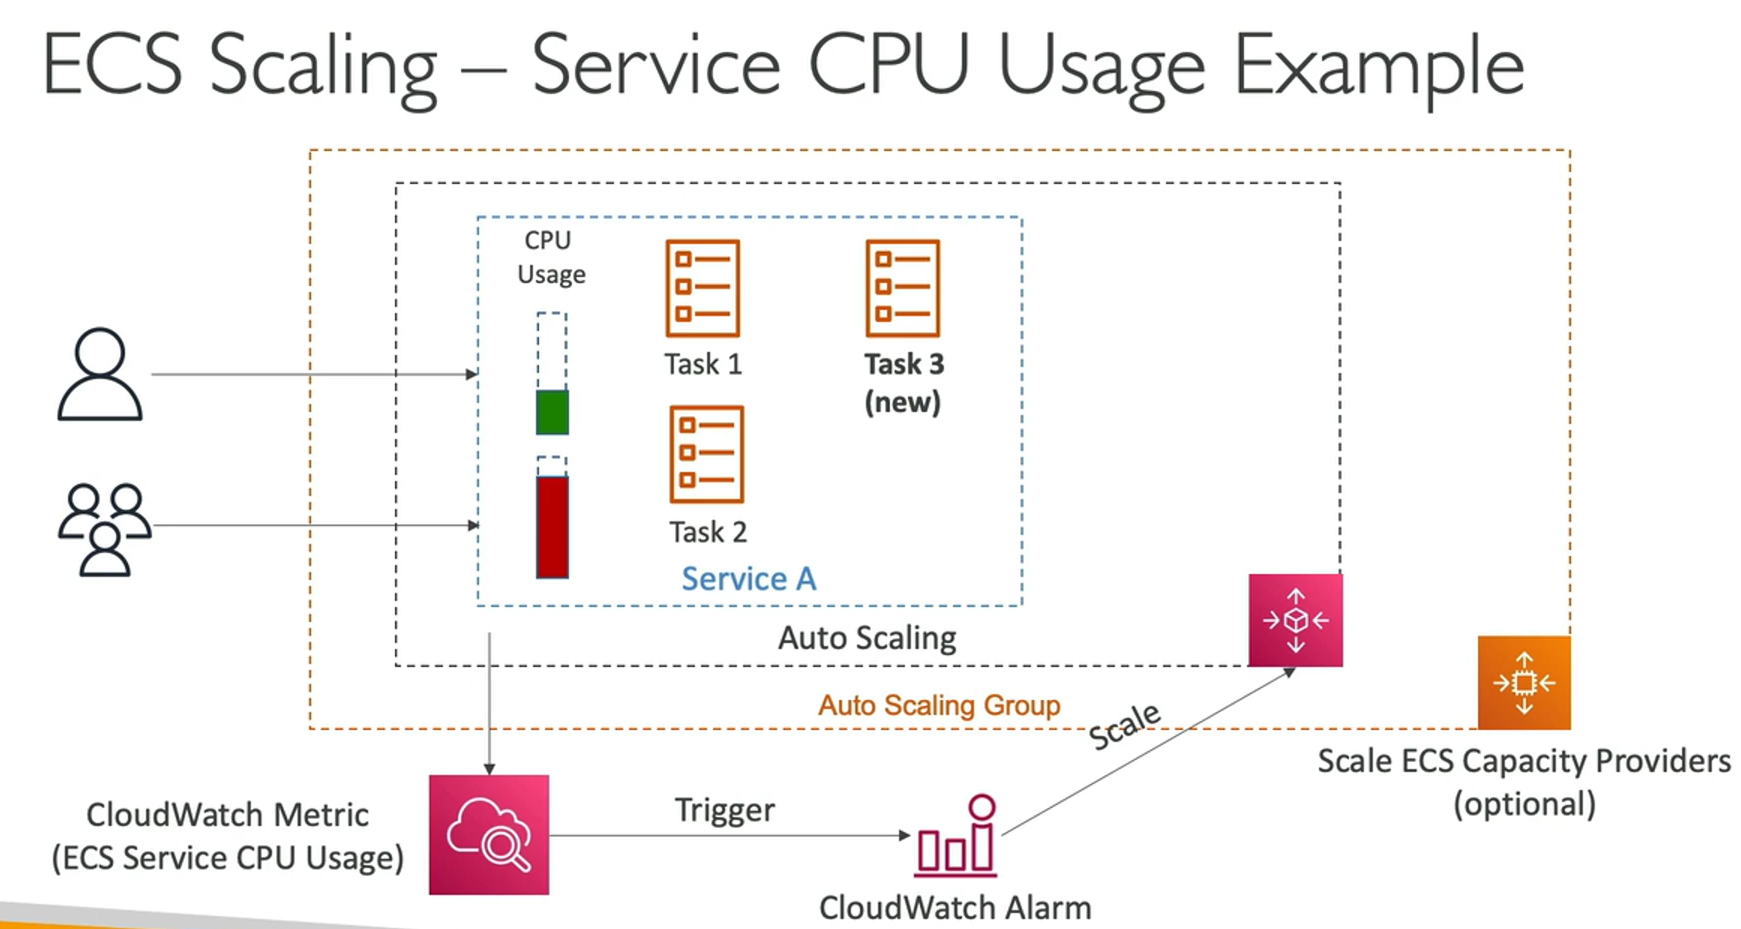 ECS Scaling – Service CPU Usage Example
CPU
Usage
Task 1
Task 3
(new)
Task 2
Service A
Auto Scaling
Auto Scaling Group
Scale
Scale ECS Capacity Providers
(optional)
CloudWatch Metric
(ECS Service CPU Usage)
Trigger
CloudWatch Alarm